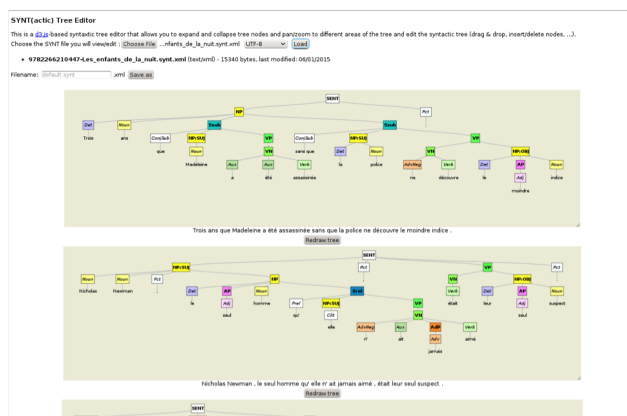 SYNT(actic) Tree Editor
This is a d3.js-based syntaxtic tree editor that allows you to expand and collapse tree nodes and pan/zoom to different areas of the tree and edit the syntactic tree (drag & drop, insert/delete nodes, ...).
Choose the SYNT file you will view/edit : Choose File ...nfants_de_la_nuit.synt.xml UTF-8 Load
• 9782266210447-Les_enfants_de_la_nuit.synt.xml (text/xml) - 15340 bytes, last modified: 06/01/2015
Filename: default.synt .xml Save as
SENT
NP Pct
Det Noun Ssub Ssub .
Trois ans ConjSub NP:SUJ VP ConjSub NP:SUJ VP
que Noun VN sans que Det Noun VN NP:OBJ
Madeleine Aux Aux Verb la police AdvNeg Verb Det AP Noun
a été assassinée ne découvre le Adj indice
moindre
Trois ans que Madeleine a été assassinée sans que la police ne découvre le moindre indice .
Redraw tree
SENT
NP:SUJ Pct VP Pct
Noun Noun Pct NP , VN NP:OBJ .
Nicholas Newman , Det AP Noun Srel Verb Det AP Noun
le Adj homme Prel NP:SUJ VP était leur Adj suspect
seul qu' Clit VN seul
elle AdvNeg Aux AdP Verb
n' ait Adv aimé
jamais
Nicholas Newman , le seul homme qu' elle n' ait jamais aimé , était leur seul suspect .
Redraw tree
SENT